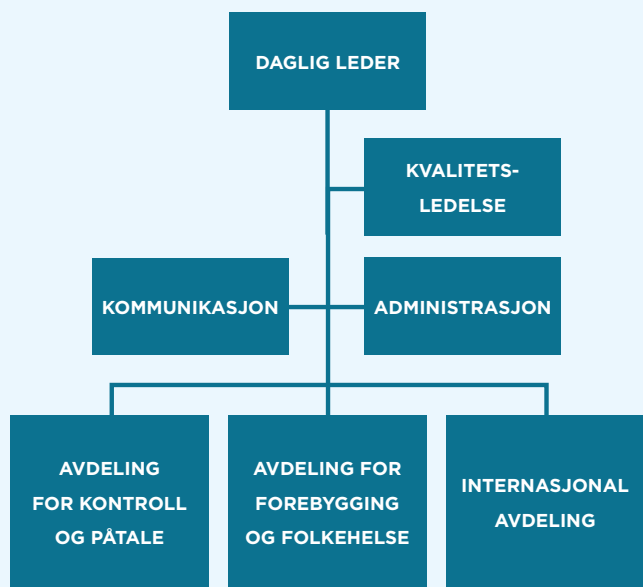 DAGLIG LEDER
KVALITETS-
LEDELSE
KOMMUNIKASJON
ADMINISTRASJON
AVDELING
FOR KONTROLL
OG PÅTALE
AVDELING FOR
FOREBYGGING
OG FOLKEHELSE
INTERNASJONAL
AVDELING